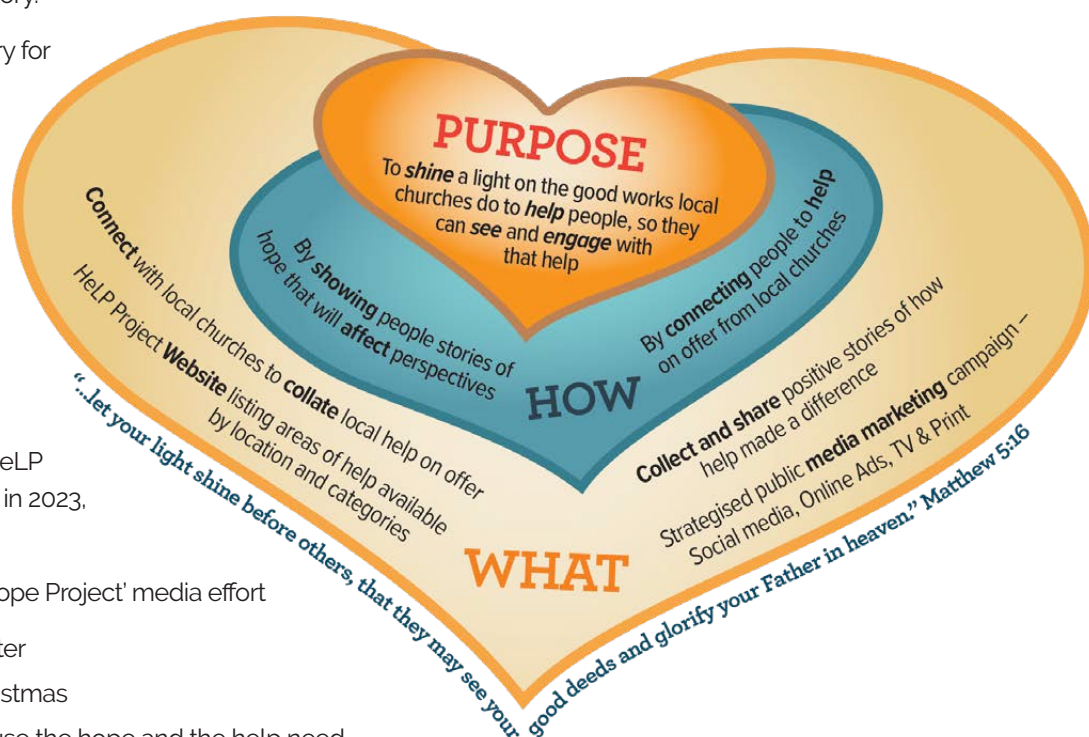 ry for
PURPOSE
To shine a light on the good works local
churches do to help people, so they
can see and engage with
that help
By showing people stories of
hope that will affect perspectives
By connecting people to help
on offer from local churches
HOW
Connect with local churches to collate local help on offer
HeLP Project Website listing areas of help available
by location and categories
Collect and share positive stories of how
help made a difference
Strategised public media marketing campaign –
Social media, Online Ads, TV & Print
WHAT
“...let your light shine before others, that they may see your
good deeds and glorify your Father in heaven.” Matthew 5:16
eLP
in 2023,
ope Project’ media effort
ter
stmas